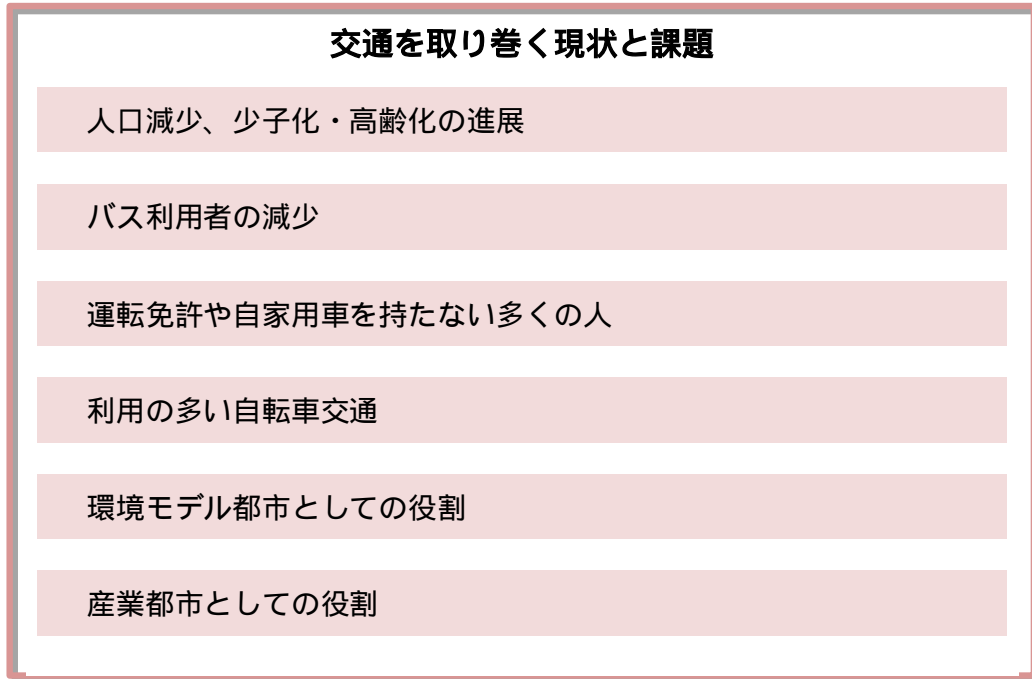 交通を取り巻く現状と課題
人口減少、少子化・高齢化の進展
バス利用者の減少
運転免許や自家用車を持たない多くの人
利用の多い自転車交通
環境モデル都市としての役割
産業都市としての役割